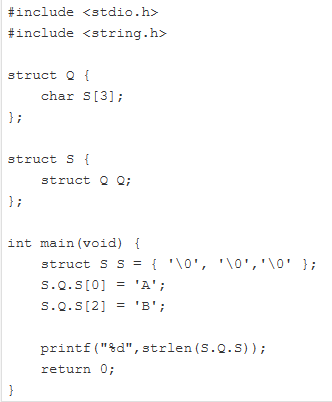 #include <stdio.h>
#include <string.h>

struct Q {
    char S[3];
};

struct S {
    struct Q Q;
};

int main(void) {
    struct S S = { '\0', '\0','\0' };
    S.Q.S[0] = 'A';
    S.Q.S[2] = 'B';

    printf("%d",strlen(S.Q.S));
    return 0;
}